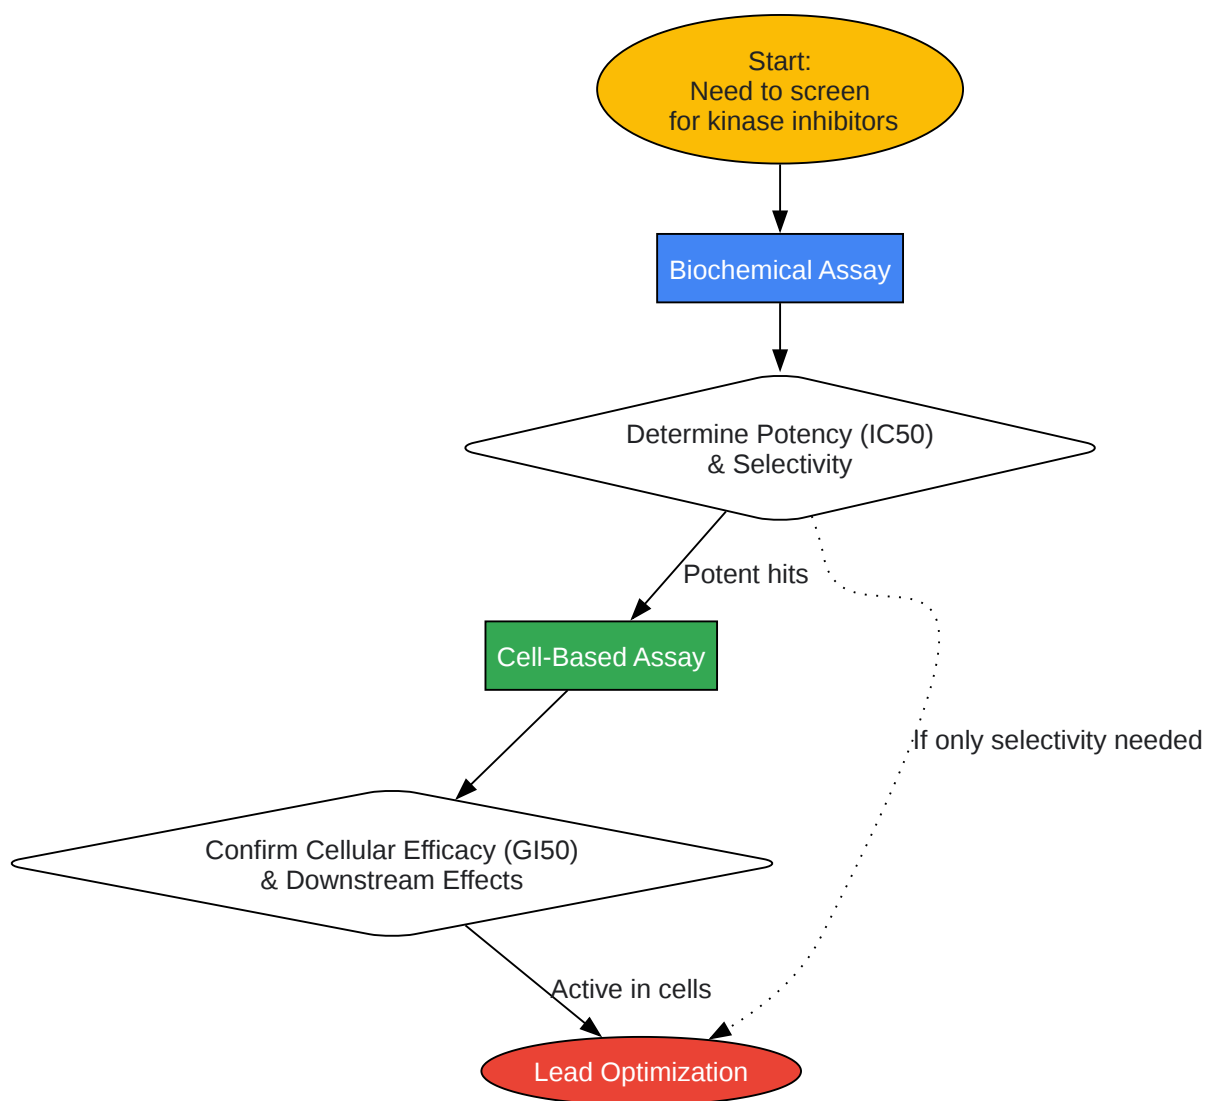 Start:
Need to screen
for kinase inhibitors
Biochemical Assay
Determine Potency (IC50)
& Selectivity
Potent hits
Cell-Based Assay
If only selectivity needed
Confirm Cellular Efficacy (GI50)
& Downstream Effects
Active in cells
Lead Optimization